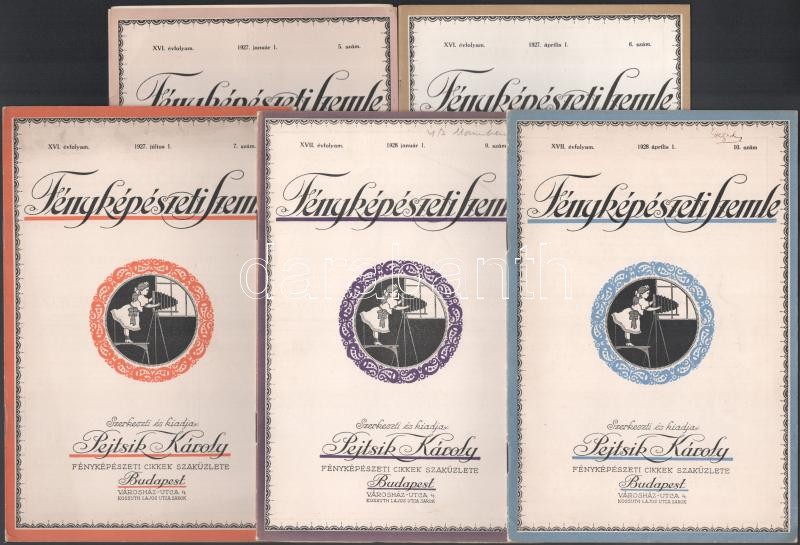 XVI. évfolyam. 1927. január 1. 5. szám.
Fényképészeti Szemle
XVI. évfolyam. 1927. április 1. 6. szám.
Fényképészeti Szemle
XVI. évfolyam. 1927. július 1. 7. szám.
Fényképészeti Szemle
Szerkeszti és kiadja:
Pejtsik Károly
FÉNYKÉPÉSZETI CIKKEK SZAKÜZLETE
Budapest
VÁROSHÁZ-UTCA 4.
KOSSUTH LAJOS UTCA SAROK
XVII. évfolyam. 1928 január 1. 9. szám.
Fényképészeti Szemle
Szerkeszti és kiadja:
Pejtsik Károly
FÉNYKÉPÉSZETI CIKKEK SZAKÜZLETE
Budapest
VÁROSHÁZ-UTCA 4.
KOSSUTH LAJOS UTCA SAROK
XVII. évfolyam. 1928 április 1. 10. szám
Fényképészeti Szemle
Szerkeszti és kiadja:
Pejtsik Károly
FÉNYKÉPÉSZETI CIKKEK SZAKÜZLETE
Budapest
VÁROSHÁZ-UTCA 4.
KOSSUTH LAJOS UTCA SAROK
darabanth